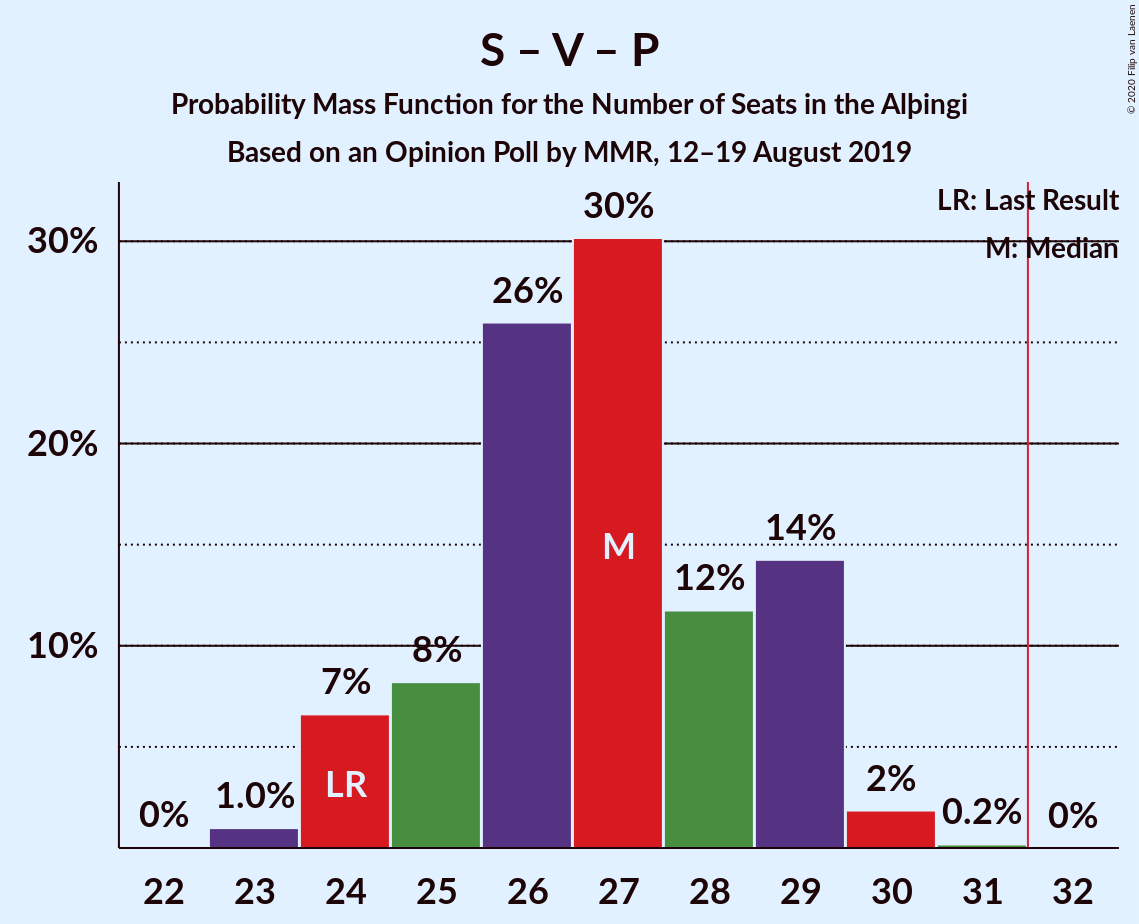 S – V – P
Probability Mass Function for the Number of Seats in the Alþingi
Based on an Opinion Poll by MMR, 12–19 August 2019
© 2020 Filip van Laenen
LR: Last Result
M: Median
30%
20%
10%
0%
1.0%
7%
8%
26%
30%
12%
14%
2%
0.2%
0%
LR
M
22 23 24 25 26 27 28 29 30 31 32